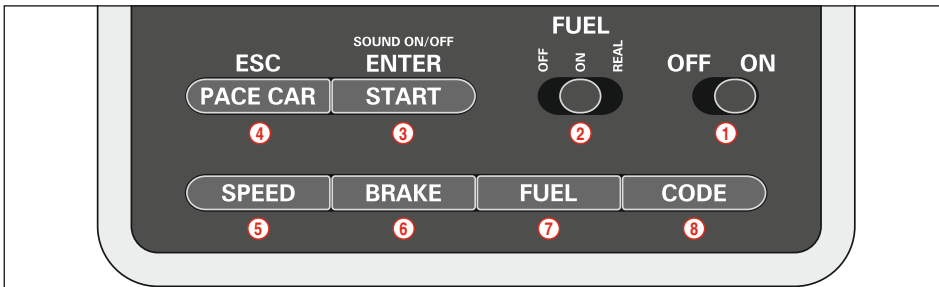 FUEL
SOUND ON/OFF
OFF ON REAL
ESC ENTER OFF ON
PACE CAR START
4 3 2 1
SPEED BRAKE FUEL CODE
5 6 7 8